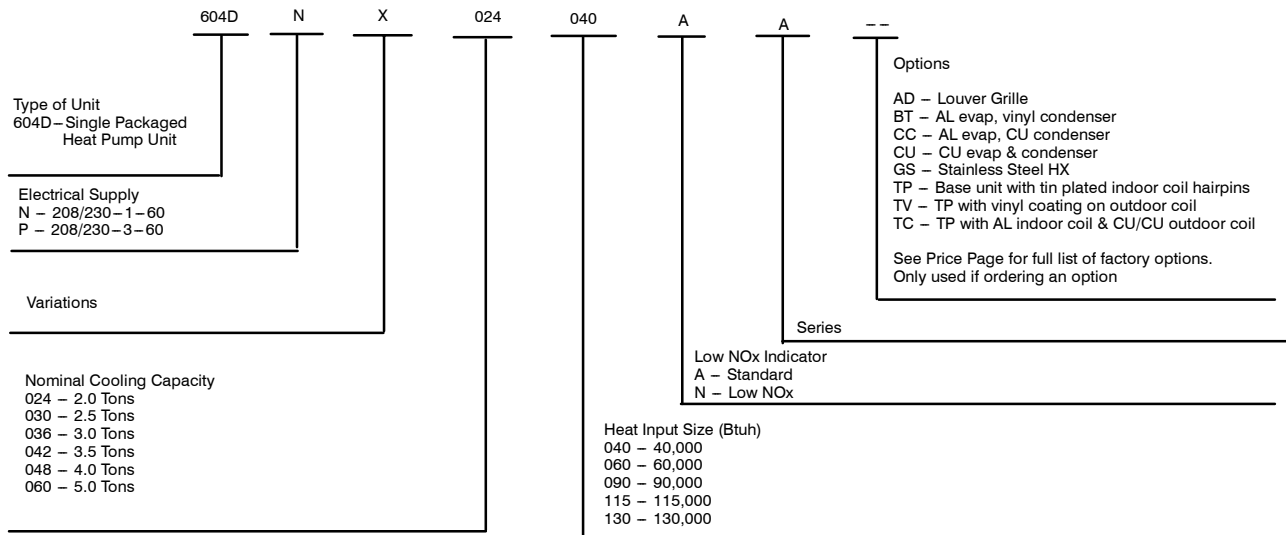 604D N X 024 040 A A --
Type of Unit
604D-Single Packaged
Heat Pump Unit
Electrical Supply
N - 208/230-1-60
P - 208/230-3-60
Variations
Nominal Cooling Capacity
024 - 2.0 Tons
030 - 2.5 Tons
036 - 3.0 Tons
042 - 3.5 Tons
048 - 4.0 Tons
060 - 5.0 Tons
Heat Input Size (Btuh)
040 - 40,000
060 - 60,000
090 - 90,000
115 - 115,000
130 - 130,000
Low NOx Indicator
A - Standard
N - Low NOx
Series
Options
AD - Louver Grille
BT - AL evap, vinyl condenser
CC - AL evap, CU condenser
CU - CU evap & condenser
GS - Stainless Steel HX
TP - Base unit with tin plated indoor coil hairpins
TV - TP with vinyl coating on outdoor coil
TC - TP with AL indoor coil & CU/CU outdoor coil
See Price Page for full list of factory options.
Only used if ordering an option